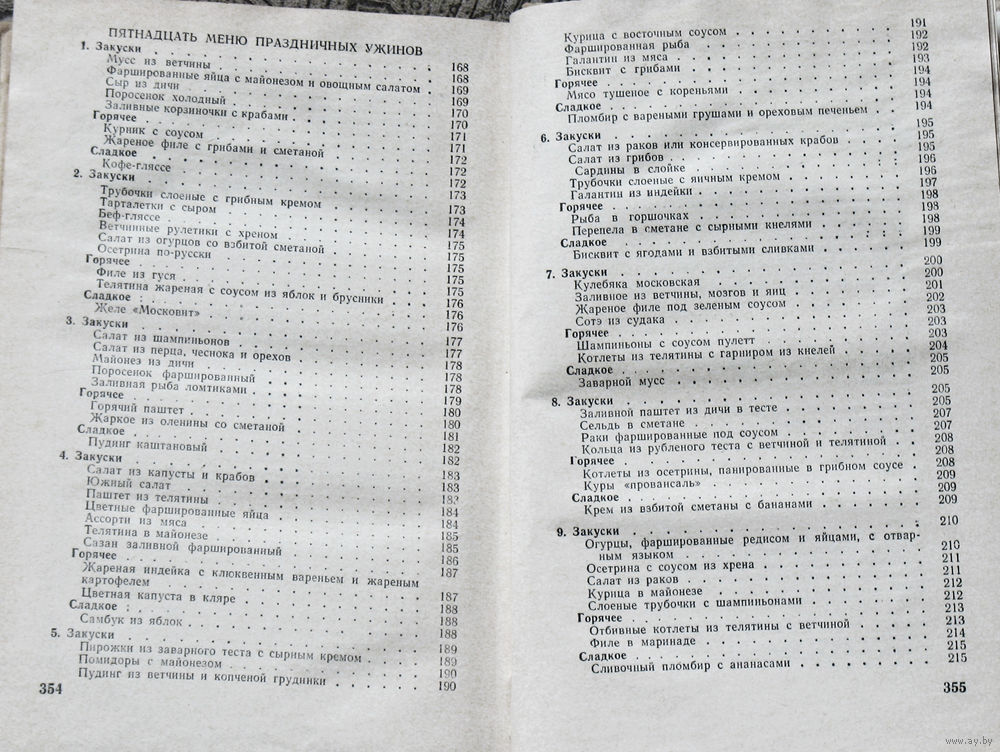 ПЯТНАДЦАТЬ МЕНЮ ПРАЗДНИЧНЫХ УЖИНОВ
1. Закуски 168
Мусс из ветчины 168
Фаршированные яйца с майонезом и овощным салатом 169
Сыр из дичи 169
Поросенок холодный 170
Заливные корзиночки с крабами 170
Горячее 171
Курник с соусом 171
Жареное филе с грибами и сметаной 172
Сладкое 172
Кофе-гляссе 172
2. Закуски 173
Трубочки слоеные с грибным кремом 173
Тарталетки с сыром 174
Беф-гляссе 174
Ветчинные рулетики с хреном 175
Салат из огурцов со взбитой сметаной 175
Осетрина по-русски 175
Горячее 175
Филе из гуся 175
Телятина жареная с соусом из яблок и брусники 176
Сладкое 176
Желе «Московит» 176
3. Закуски 177
Салат из шампиньонов 177
Салат из перца, чеснока и орехов 178
Майонез из дичи 178
Поросенок фаршированный 178
Заливная рыба ломтиками 179
Горячее 180
Горячий паштет 180
Жаркое из оленины со сметаной 181
Сладкое 182
Пудинг каштановый 182
4. Закуски 183
Салат из капусты и крабов 183
Южный салат 183
Паштет из телятины 184
Цветные фаршированные яйца 184
Ассорти из мяса 185
Телятина в майонезе 185
Сазан заливной фаршированный 186
Горячее 187
Жареная индейка с клюквенным вареньем и жареным
картофелем 187
Цветная капуста в кляре 188
Сладкое 188
Самбук из яблок 188
5. Закуски 189
Пирожки из заварного теста с сырным кремом 189
Помидоры с майонезом 190
Пудинг из ветчины и копченой грудинки 190
354
Курица с восточным соусом 191
Фаршированная рыба 192
Галантин из мяса 192
Бисквит с грибами 193
Горячее 194
Мясо тушеное с кореньями 194
Сладкое 194
Пломбир с вареными грушами и ореховым печеньем 194
6. Закуски 195
Салат из раков или консервированных крабов 195
Салат из грибов 195
Сардины в слойке 196
Трубочки слоеные с яичным кремом 196
Галантин из индейки 197
Горячее 198
Рыба в горшочках 198
Перепела в сметане с сырными кнелями 198
Сладкое 199
Бисквит с ягодами и взбитыми сливками 199
7. Закуски 200
Кулебяка московская 200
Заливное из ветчины, мозгов и яиц 201
Жареное филе под зеленым соусом 202
Сотэ из судака 203
Горячее 203
Шампиньоны с соусом пулетт 203
Котлеты из телятины с гарниром из кнелей 204
Сладкое 205
Заварной мусс 205
8. Закуски 205
Заливной паштет из дичи в тесте 205
Сельдь в сметане 207
Раки фаршированные под соусом 207
Кольца из рубленого теста с ветчиной и телятиной 208
Горячее 208
Котлеты из осетрины, панированные в грибном соусе 208
Куры «провансаль» 209
Сладкое 209
Крем из взбитой сметаны с бананами 209
9. Закуски 210
Огурцы, фаршированные редисом и яйцами, с отвар-
ным языком 210
Осетрина с соусом из хрена 211
Салат из раков 211
Курица в майонезе 212
Слоеные трубочки с шампиньонами 212
Горячее 213
Отбивные котлеты из телятины с ветчиной 213
Филе в маринаде 214
Сладкое 215
Сливочный пломбир с ананасами 215
355
www.ay.by